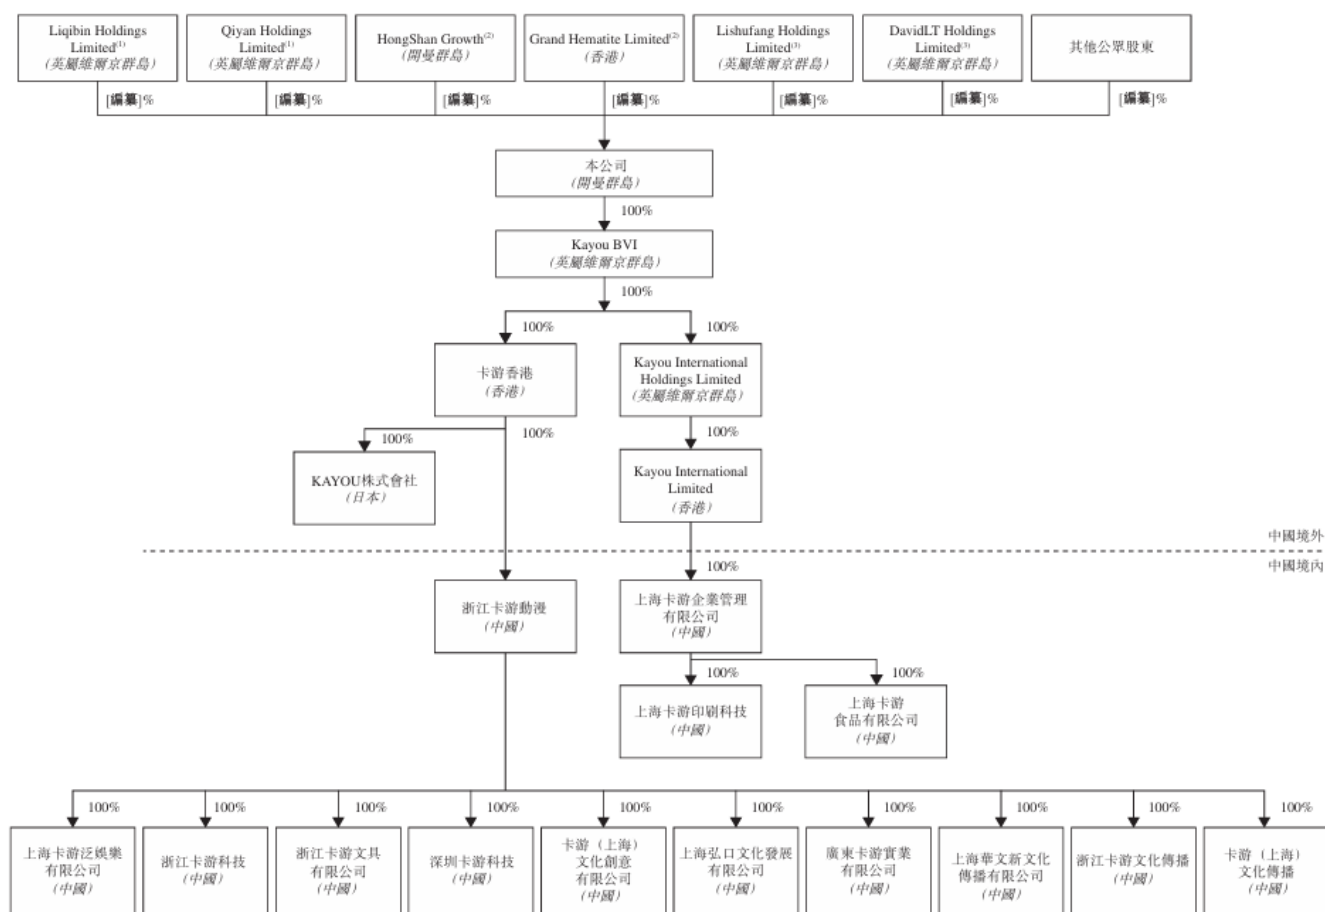 Liqibin Holdings
Limited(1)
(英屬維爾京群島)
Qiyan Holdings
Limited(1)
(英屬維爾京群島)
HongShan Growth(2)
(開曼群島)
Grand Hematite Limited(2)
(香港)
Lishufang Holdings
Limited(3)
(英屬維爾京群島)
DavidLT Holdings
Limited(3)
(英屬維爾京群島)
其他公眾股東
[編纂]%
[編纂]%
[編纂]%
[編纂]%
[編纂]%
[編纂]%
[編纂]%
本公司
(開曼群島)
100%
Kayou BVI
(英屬維爾京群島)
100%
100%
100%
卡游香港
(香港)
Kayou International
Holdings Limited
(英屬維爾京群島)
100%
100%
100%
KAYOU株式會社
(日本)
Kayou International
Limited
(香港)
中國境外
中國境內
100%
浙江卡游動漫
(中國)
上海卡游企業管理
有限公司
(中國)
100%
100%
上海卡游印刷科技
(中國)
上海卡游
食品有限公司
(中國)
100%
100%
100%
100%
100%
100%
100%
100%
100%
100%
上海卡游泛娛樂
有限公司
(中國)
浙江卡游科技
(中國)
浙江卡游文具
有限公司
(中國)
深圳卡游科技
(中國)
卡游（上海）
文化創意
有限公司
(中國)
上海弘口文化發展
有限公司
(中國)
廣東卡游實業
有限公司
(中國)
上海華文新文化
傳播有限公司
(中國)
浙江卡游文化傳播
(中國)
卡游（上海）
文化傳播
(中國)